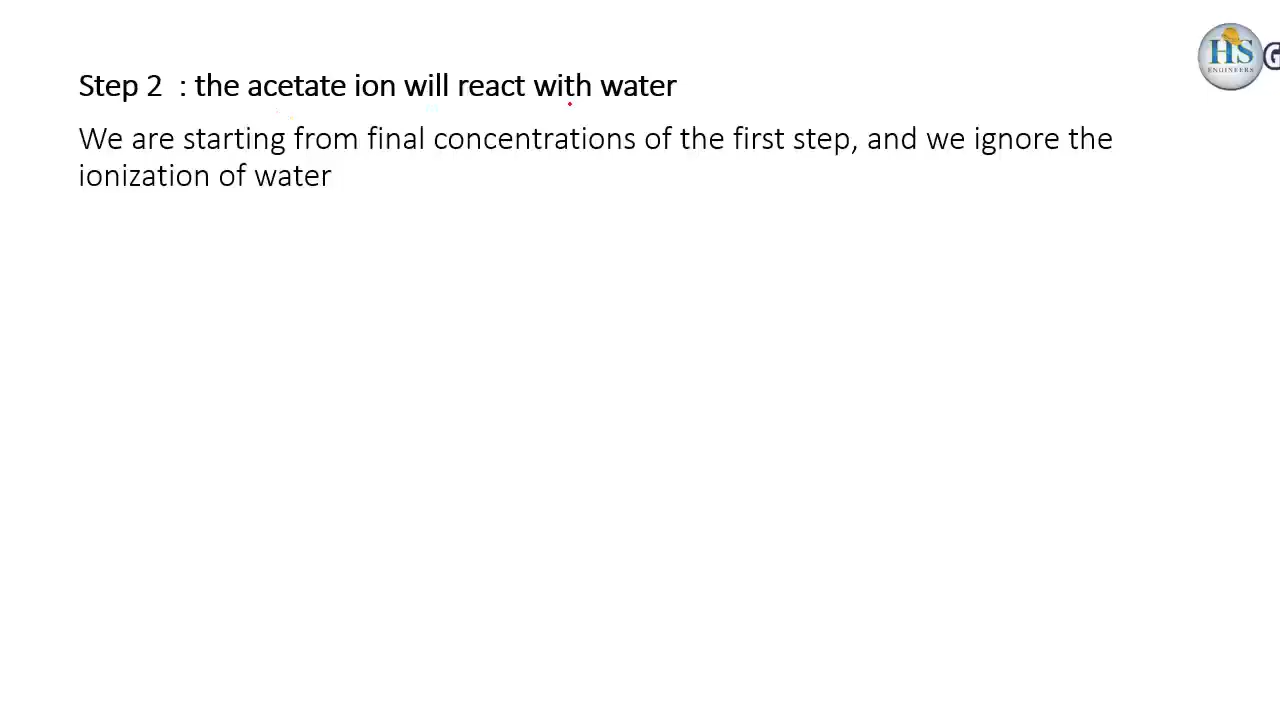 Step 2 : the acetate ion will react with water
We are starting from final concentrations of the first step, and we ignore the
ionization of water
HS
ENGINEERS
G